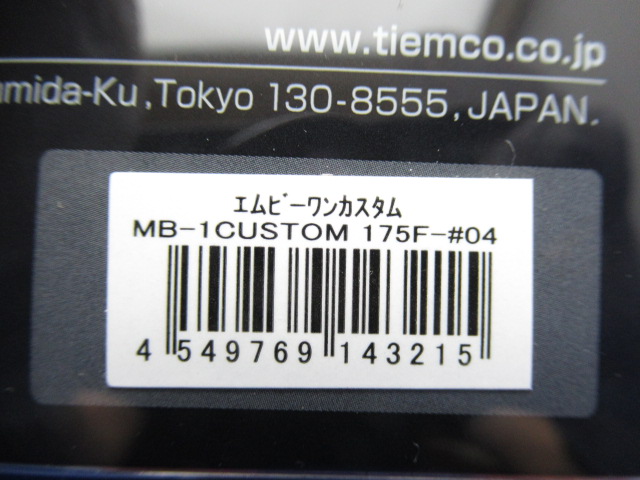 www.tiemco.co.jp
mida-Ku,Tokyo 130-8555,JAPAN.
ｴﾑﾋﾞｰﾜﾝｶｽﾀﾑ
MB-1CUSTOM 175F-#04
4 549769 143215